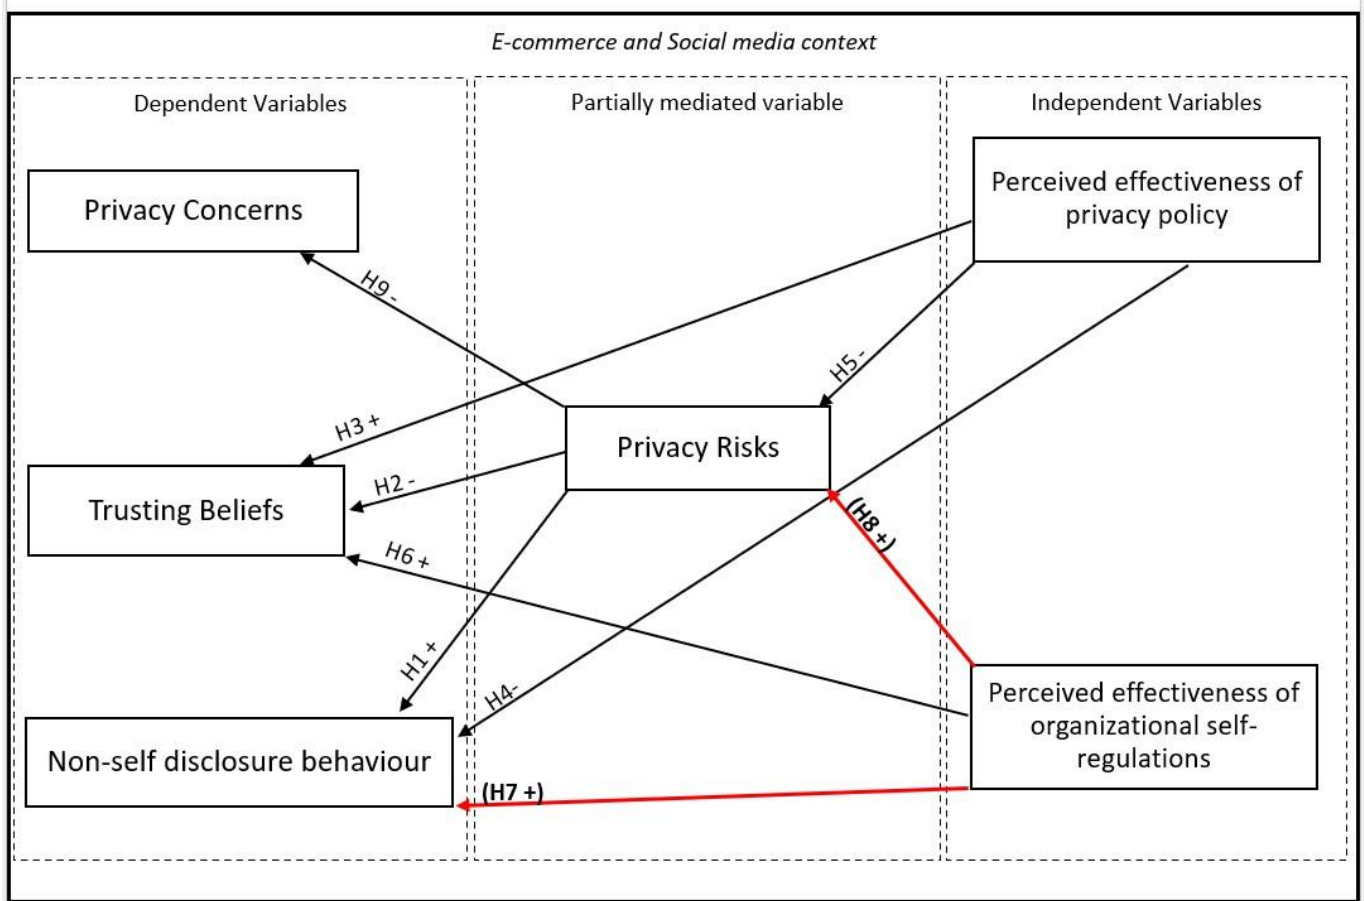 E-commerce and Social media context
Dependent Variables
Partially mediated variable
Independent Variables
Perceived effectiveness of
privacy policy
Privacy Concerns
H9 -
H5 -
H3 +
Privacy Risks
H2 -
Trusting Beliefs
(H8 +)
H6 +
H1 +
H4-
Perceived effectiveness of
organizational self-
regulations
Non-self disclosure behaviour
(H7 +)